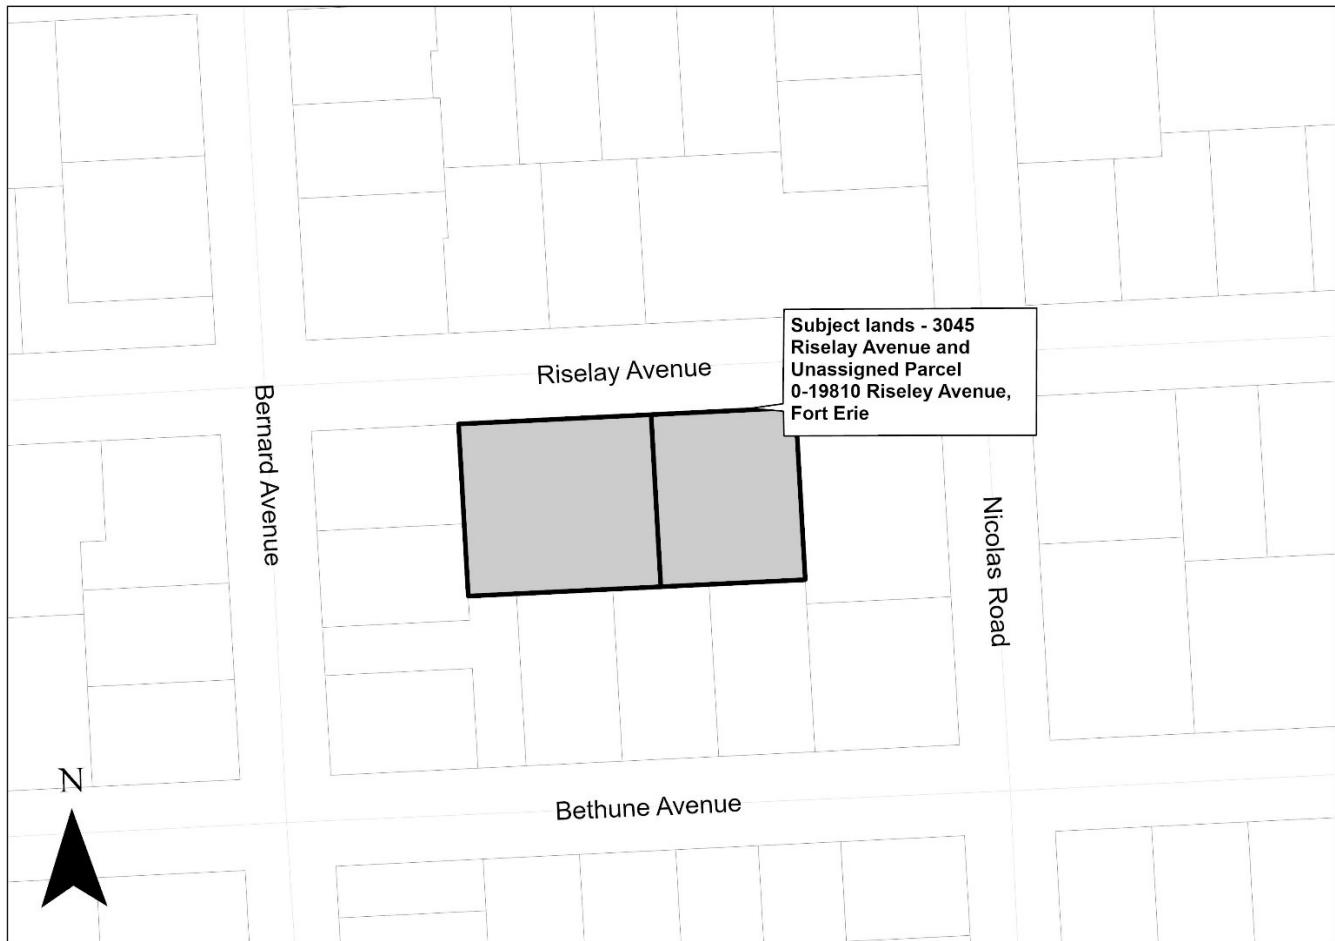 Subject lands - 3045
Riselay Avenue and
Unassigned Parcel
0-19810 Riseley Avenue,
Fort Erie
Riselay Avenue
Bernard Avenue
Nicolas Road
N
Bethune Avenue